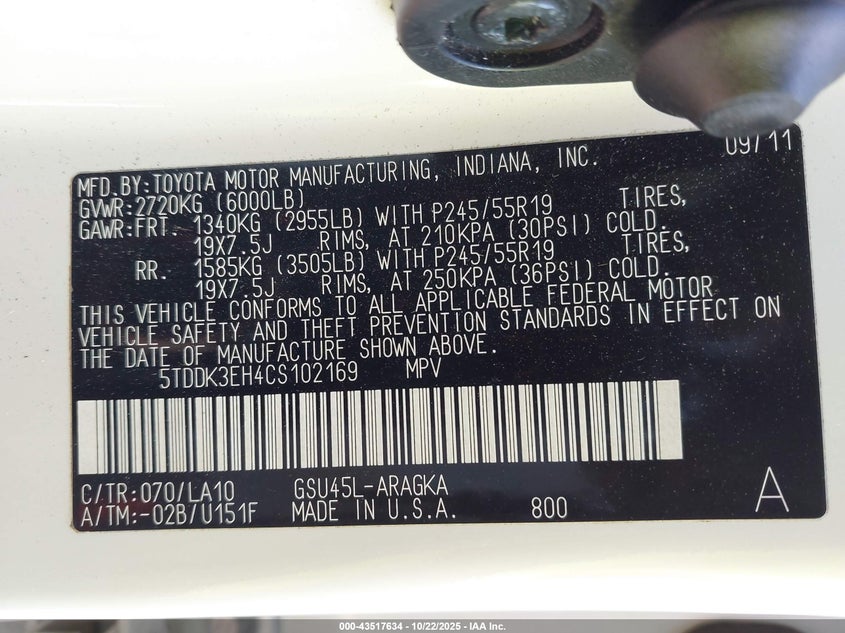 09/11
MFD.BY:TOYOTA MOTOR MANUFACTURING, INDIANA, INC.
GVWR:2720KG (6000LB)
GAWR:FRT. 1340KG (2955LB) WITH P245/55R19 TIRES,
19X7.5J RIMS, AT 210KPA (30PSI) COLD.
RR. 1585KG (3505LB) WITH P245/55R19 TIRES,
19X7.5J RIMS, AT 250KPA (36PSI) COLD.
THIS VEHICLE CONFORMS TO ALL APPLICABLE FEDERAL MOTOR
VEHICLE SAFETY AND THEFT PREVENTION STANDARDS IN EFFECT ON
THE DATE OF MANUFACTURE SHOWN ABOVE.
5TDDK3EH4CS102169 MPV
C/TR:070/LA10 GSU45L-ARAGKA
A/TM:-02B/U151F MADE IN U.S.A. 800 A
000-43517634 - 10/22/2025 - IAA Inc.